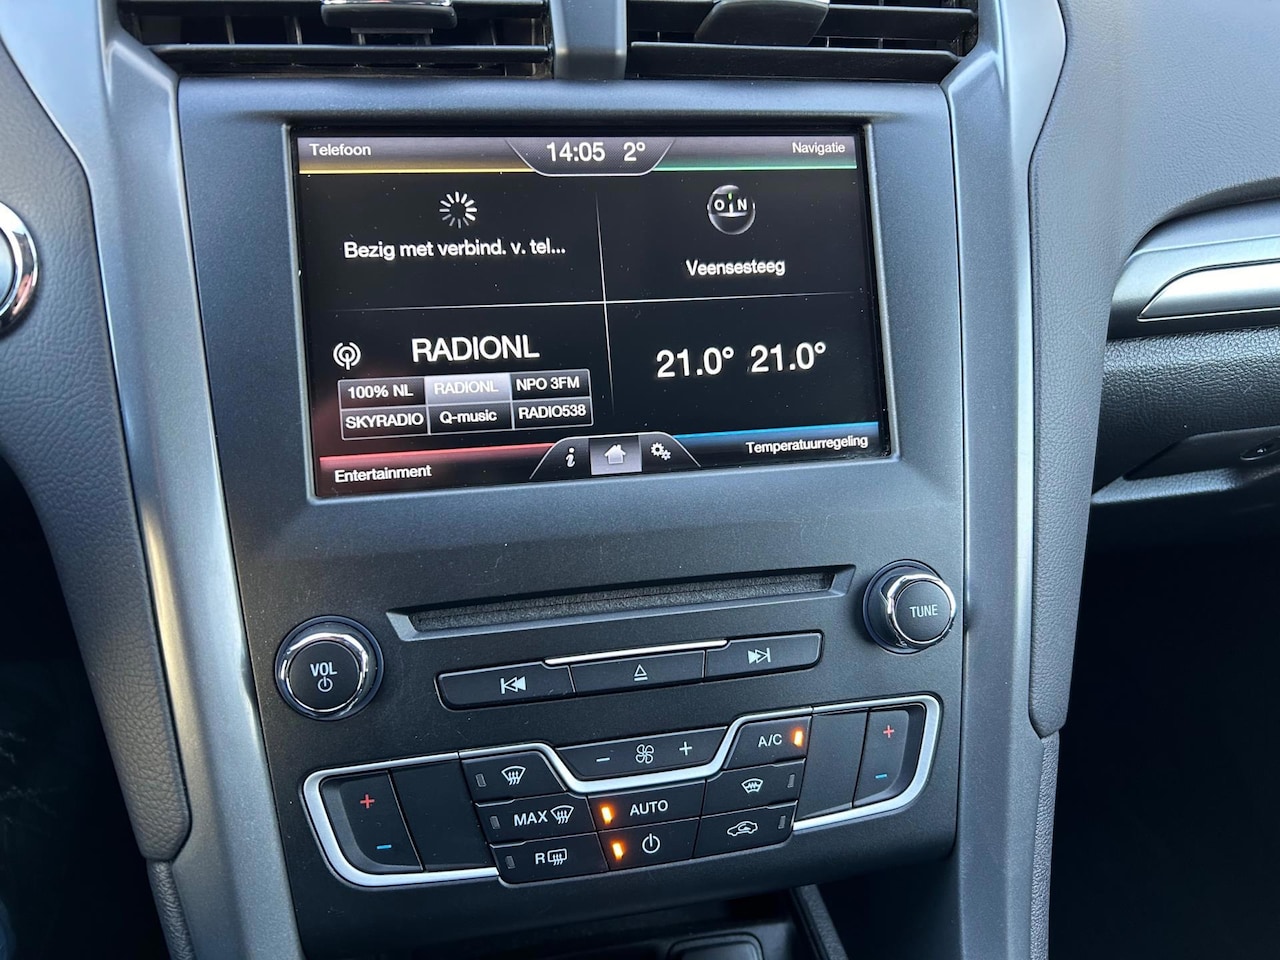 Telefoon
14:05 2°
Navigatie
Bezig met verbind. v. tel...
O N
Veensesteeg
RADIONL
100% NL RADIONL NPO 3FM
SKYRADIO Q-music RADIO538
21.0° 21.0°
Entertainment
i
Temperatuurregeling
TUNE
VOL
A/C
MAX
AUTO
R